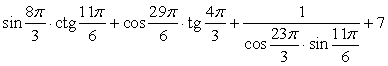 sin 8π/3 · ctg 11π/6 + cos 29π/6 · tg 4π/3 + 1/(cos 23π/3 · sin 11π/6) + 7